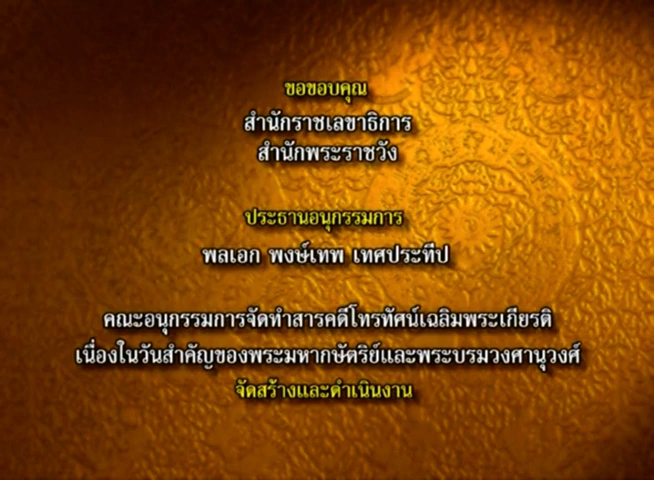 ขอขอบคุณ
สำนักราชเลขาธิการ
สำนักพระราชวัง
ประธานอนุกรรมการ
พลเอก พงษ์เทพ เทศประทีป
คณะอนุกรรมการจัดทำสารคดีโทรทัศน์เฉลิมพระเกียรติ
เนื่องในวันสำคัญของพระมหากษัตริย์และพระบรมวงศานุวงศ์
จัดสร้างและดำเนินงาน